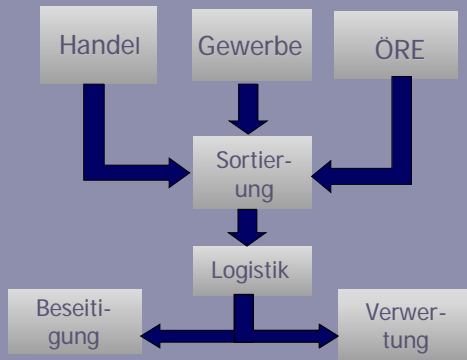 Handel
Gewerbe
ÖRE
Sortier-
ung
Logistik
Beseiti-
gung
Verwer-
tung